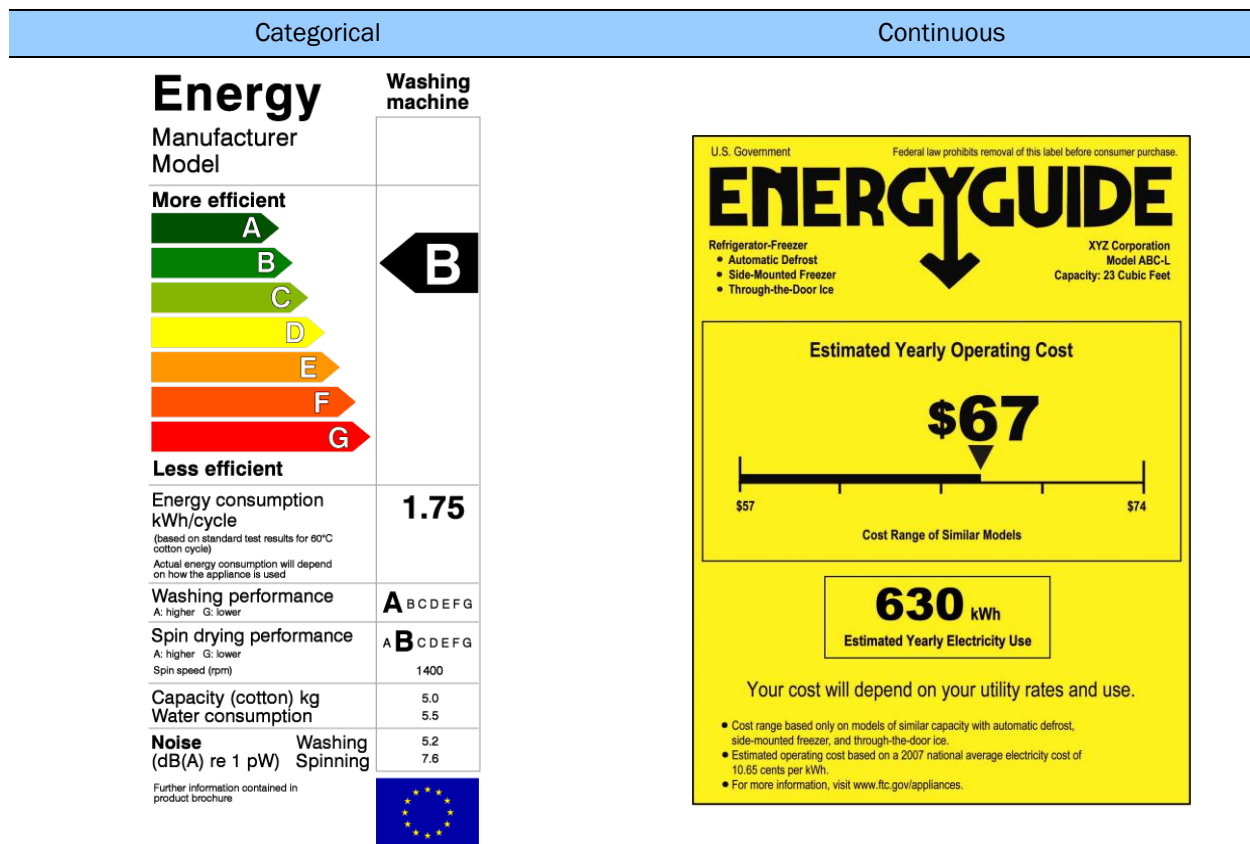 Categorical
Continuous
Energy
Washing
machine
Manufacturer
Model
More efficient
A
B
C
D
E
F
G
B
Less efficient
Energy consumption
kWh/cycle
1.75
(based on standard test results for 60°C
cotton cycle)
Actual energy consumption will depend
on how the appliance is used
Washing performance
A: higher G: lower
A B C D E F G
Spin drying performance
A: higher G: lower
A B C D E F G
Spin speed (rpm)
1400
Capacity (cotton) kg
5.0
Water consumption
5.5
Noise Washing
5.2
(dB(A) re 1 pW) Spinning
7.6
Further information contained in
product brochure
U.S. Government
Federal law prohibits removal of this label before consumer purchase.
ENERGYGUIDE
Refrigerator-Freezer
• Automatic Defrost
• Side-Mounted Freezer
• Through-the-Door Ice
XYZ Corporation
Model ABC-L
Capacity: 23 Cubic Feet
Estimated Yearly Operating Cost
$67
$57
$74
Cost Range of Similar Models
630 kWh
Estimated Yearly Electricity Use
Your cost will depend on your utility rates and use.
• Cost range based only on models of similar capacity with automatic defrost,
side-mounted freezer, and through-the-door ice.
• Estimated operating cost based on a 2007 national average electricity cost of
10.65 cents per kWh.
• For more information, visit www.ftc.gov/appliances.